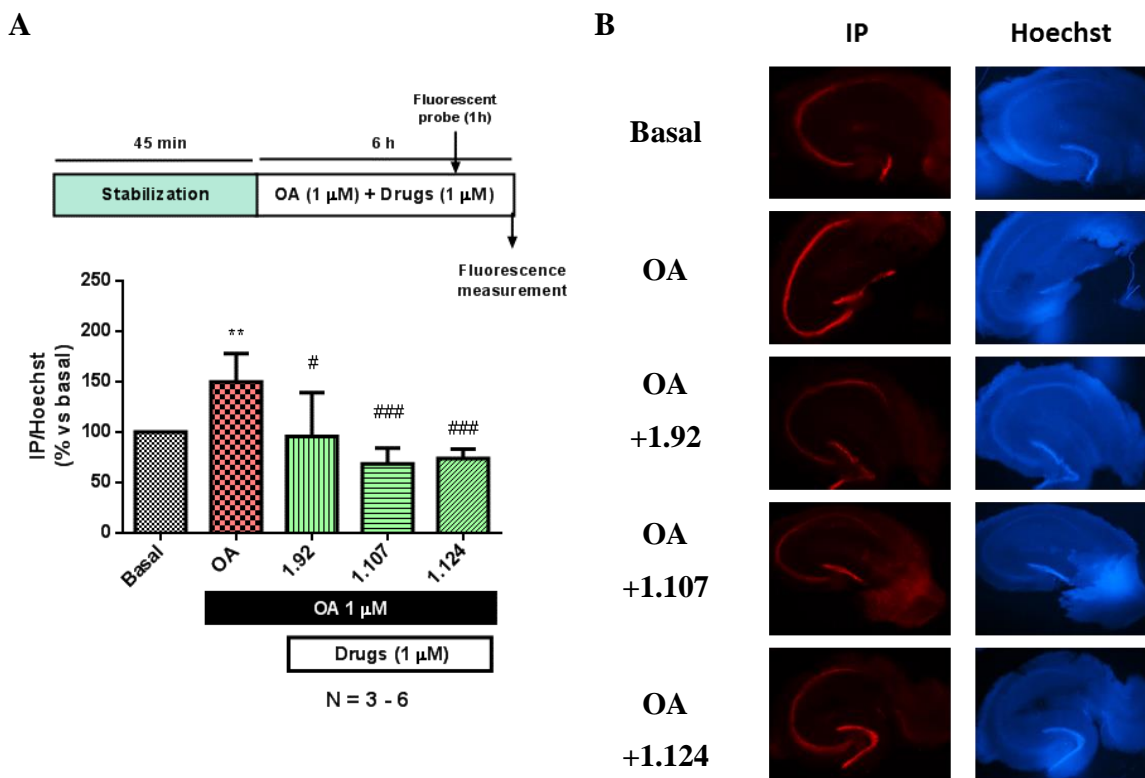 A
Fluorescent
probe (1h)
45 min
6 h
Stabilization
OA (1 μM) + Drugs (1 μM)
Fluorescence
measurement
IP/Hoechst
(% vs basal)
250
200
150
100
50
0
**
#
###
###
Basal
OA
1.92
1.107
1.124
OA 1 μM
Drugs (1 μM)
N = 3 - 6
B
IP Hoechst
Basal
OA
OA
+1.92
OA
+1.107
OA
+1.124